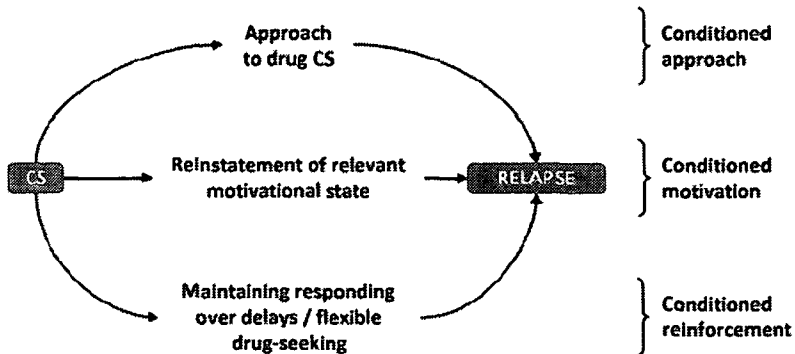 Approach
to drug CS
Conditioned
approach
CS
Reinstatement of relevant
motivational state
RELAPSE
Conditioned
motivation
Maintaining responding
over delays / flexible
drug-seeking
Conditioned
reinforcement